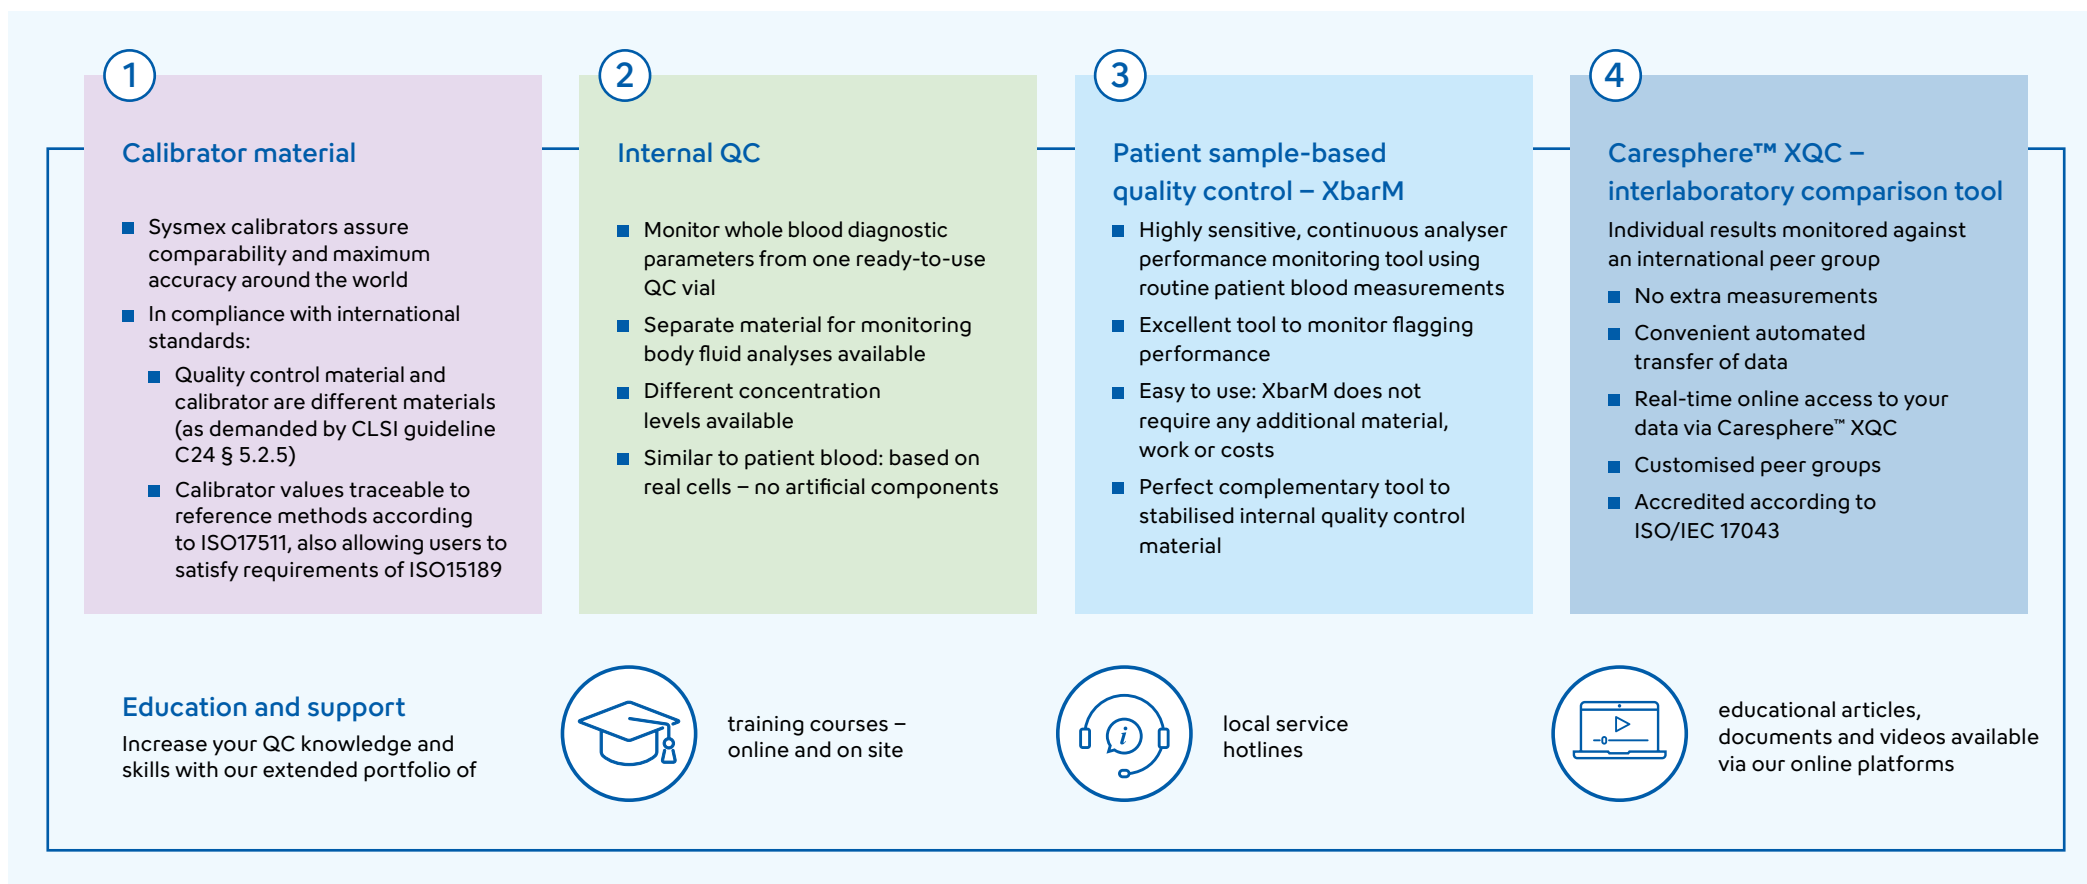 1
Calibrator material
Sysmex calibrators assure
comparability and maximum
accuracy around the world
In compliance with international
standards:
Quality control material and
calibrator are different materials
(as demanded by CLSI guideline
C24 § 5.2.5)
Calibrator values traceable to
reference methods according
to ISO17511, also allowing users to
satisfy requirements of ISO15189
2
Internal QC
Monitor whole blood diagnostic
parameters from one ready-to-use
QC vial
Separate material for monitoring
body fluid analyses available
Different concentration
levels available
Similar to patient blood: based on
real cells – no artificial components
3
Patient sample-based
quality control – XbarM
Highly sensitive, continuous analyser
performance monitoring tool using
routine patient blood measurements
Excellent tool to monitor flagging
performance
Easy to use: XbarM does not
require any additional material,
work or costs
Perfect complementary tool to
stabilised internal quality control
material
4
Caresphere™ XQC –
interlaboratory comparison tool
Individual results monitored against
an international peer group
No extra measurements
Convenient automated
transfer of data
Real-time online access to your
data via Caresphere™ XQC
Customised peer groups
Accredited according to
ISO/IEC 17043
Education and support
Increase your QC knowledge and
skills with our extended portfolio of
training courses –
online and on site
i
local service
hotlines
educational articles,
documents and videos available
via our online platforms